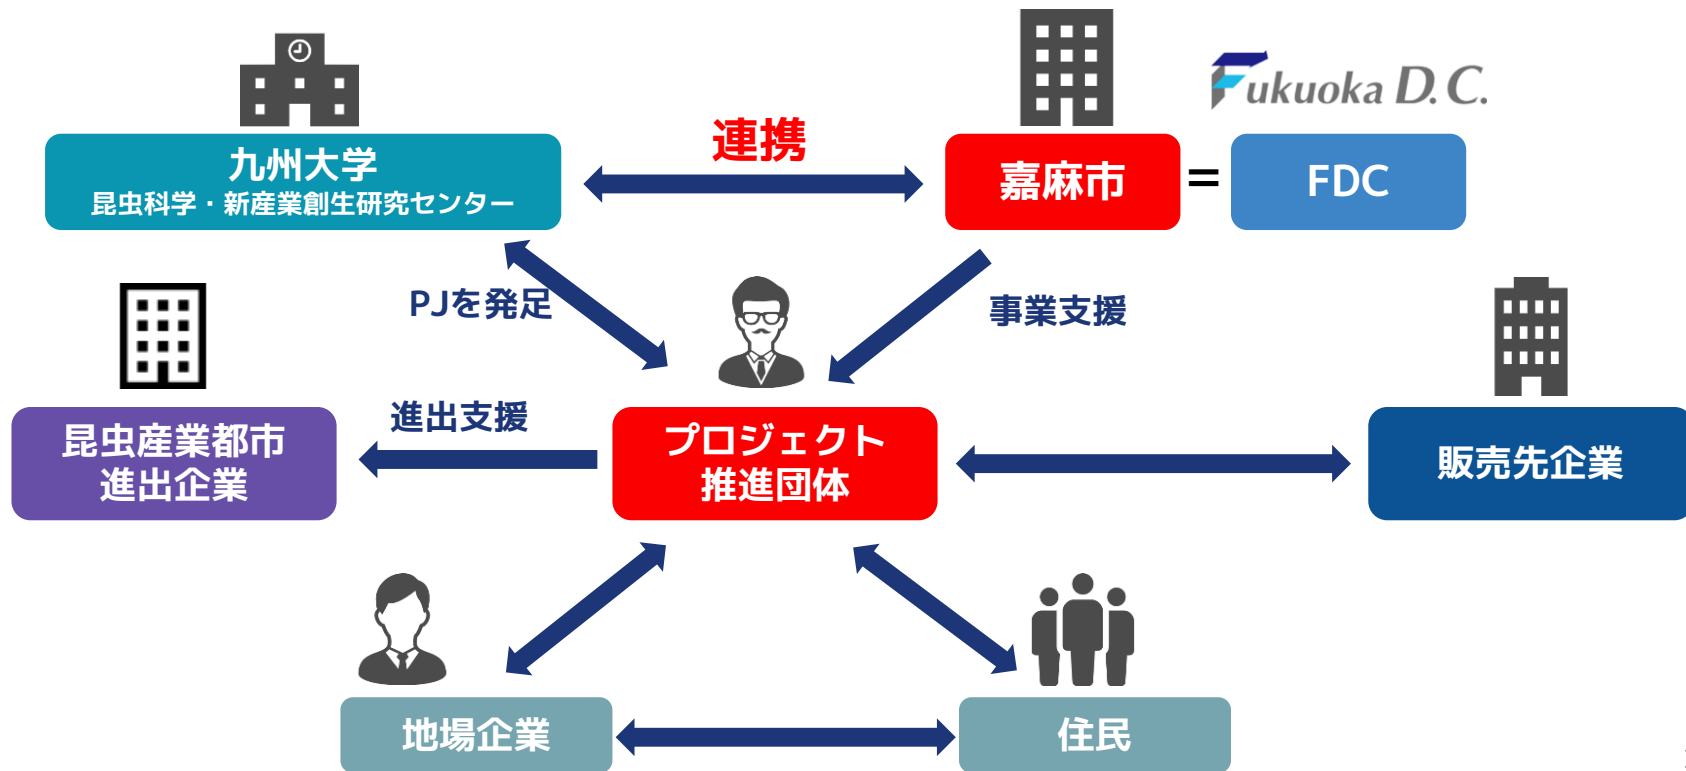 Fukuoka D.C.
連携
九州大学
昆虫科学・新産業創生研究センター
嘉麻市
=
FDC
PJを発足
事業支援
進出支援
昆虫産業都市
進出企業
プロジェクト
推進団体
販売先企業
地場企業
住民